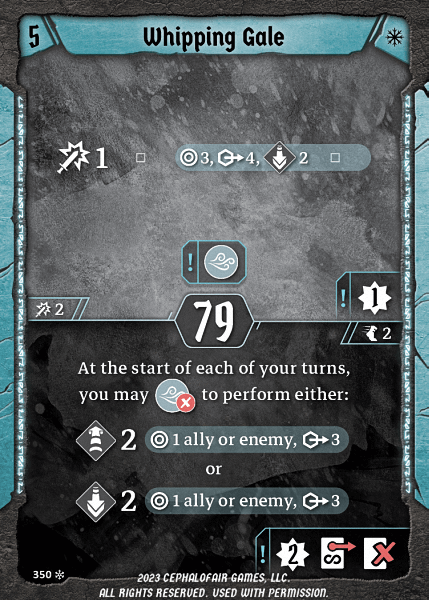 5 Whipping Gale
1 3, 4, 2
!
! 1
2 79 2
At the start of each of your turns,
you may to perform either:
2 1 ally or enemy, 3
or
2 1 ally or enemy, 3
! 2
350
2023 CEPHALOFAIR GAMES, LLC.
ALL RIGHTS RESERVED. USED WITH PERMISSION.